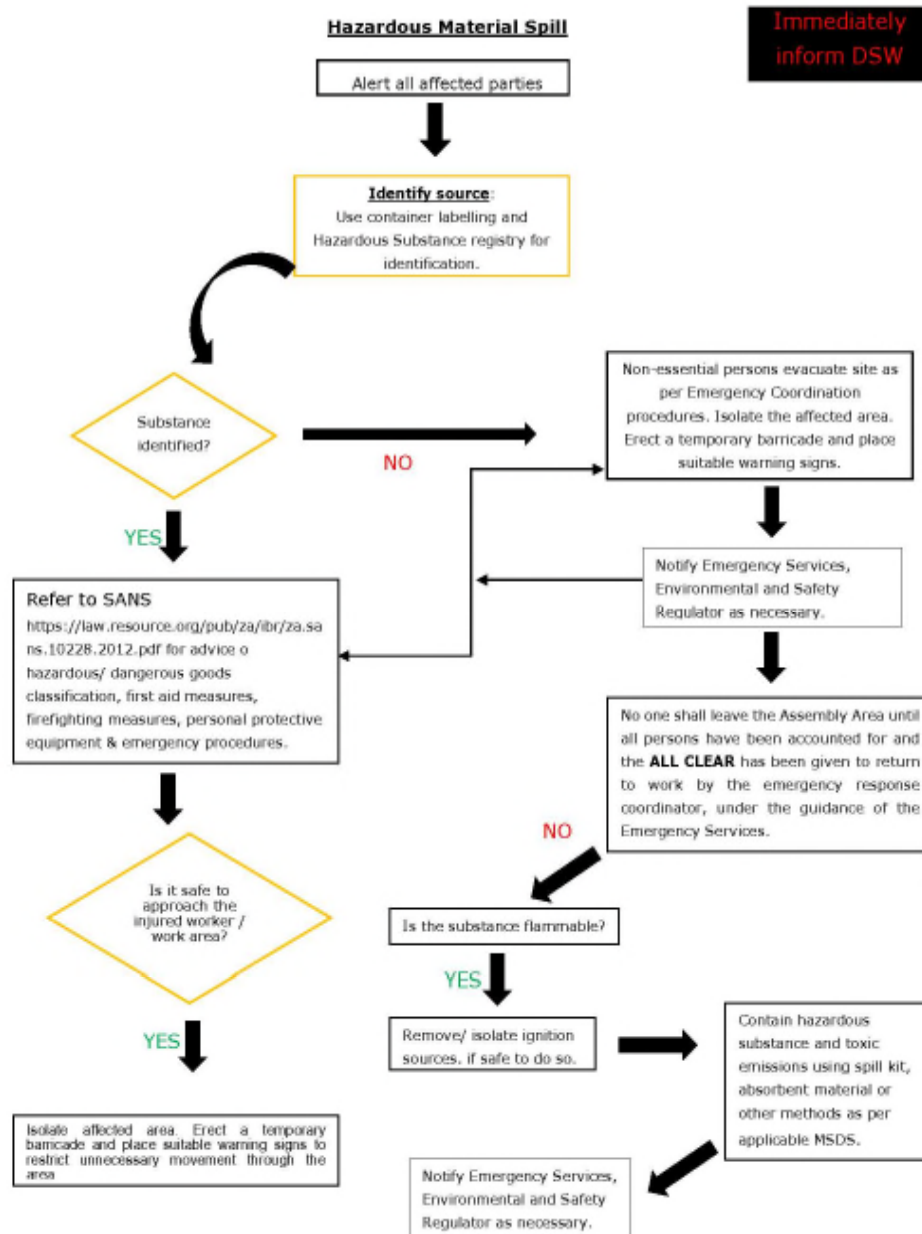 Hazardous Material Spill
Immediately
inform DSW
Alert all affected parties
Identify source:
Use container labelling and
Hazardous Substance registry for
identification.
Substance
identified?
NO
Non-essential persons evacuate site as
per Emergency Coordination
procedures. Isolate the affected area.
Erect a temporary barricade and place
suitable warning signs.
YES
Notify Emergency Services,
Environmental and Safety
Regulator as necessary.
Refer to SANS
https://law.resource.org/pub/za/ibr/za.sa
ns.10228.2012.pdf for advice o
hazardous/ dangerous goods
classification, first aid measures,
firefighting measures, personal protective
equipment & emergency procedures.
No one shall leave the Assembly Area until
all persons have been accounted for and
the ALL CLEAR has been given to return
to work by the emergency response
coordinator, under the guidance of the
Emergency Services.
NO
Is it safe to
approach the
injured worker /
work area?
Is the substance flammable?
YES
YES
Remove/ isolate ignition
sources. if safe to do so.
Contain hazardous
substance and toxic
emissions using spill kit,
absorbent material or
other methods as per
applicable MSDS.
Isolate affected area. Erect a temporary
barricade and place suitable warning signs to
restrict unnecessary movement through the
area
Notify Emergency Services,
Environmental and Safety
Regulator as necessary.